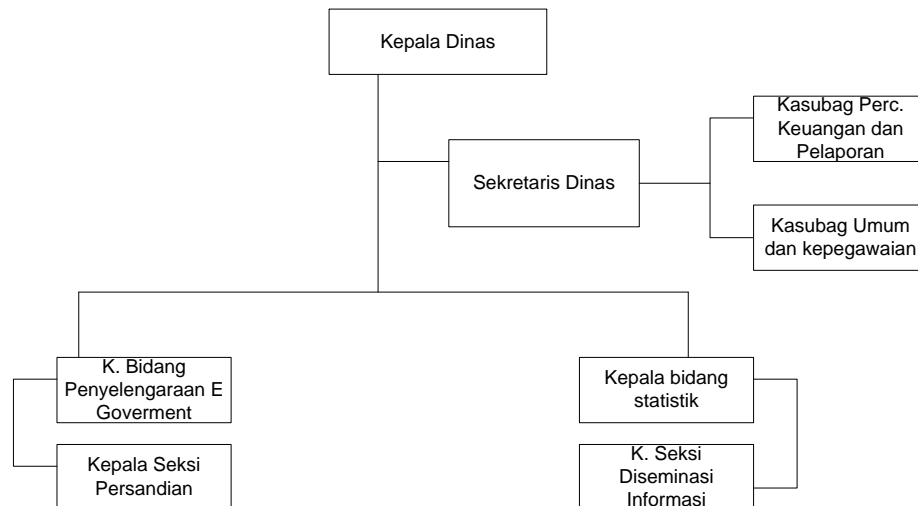 Kepala Dinas
Kasubag Perc.
Keuangan dan
Pelaporan
Sekretaris Dinas
Kasubag Umum
dan kepegawaian
K. Bidang
Penyelengaraan E
Goverment
Kepala bidang
statistik
Kepala Seksi
Persandian
K. Seksi
Diseminasi
Informasi